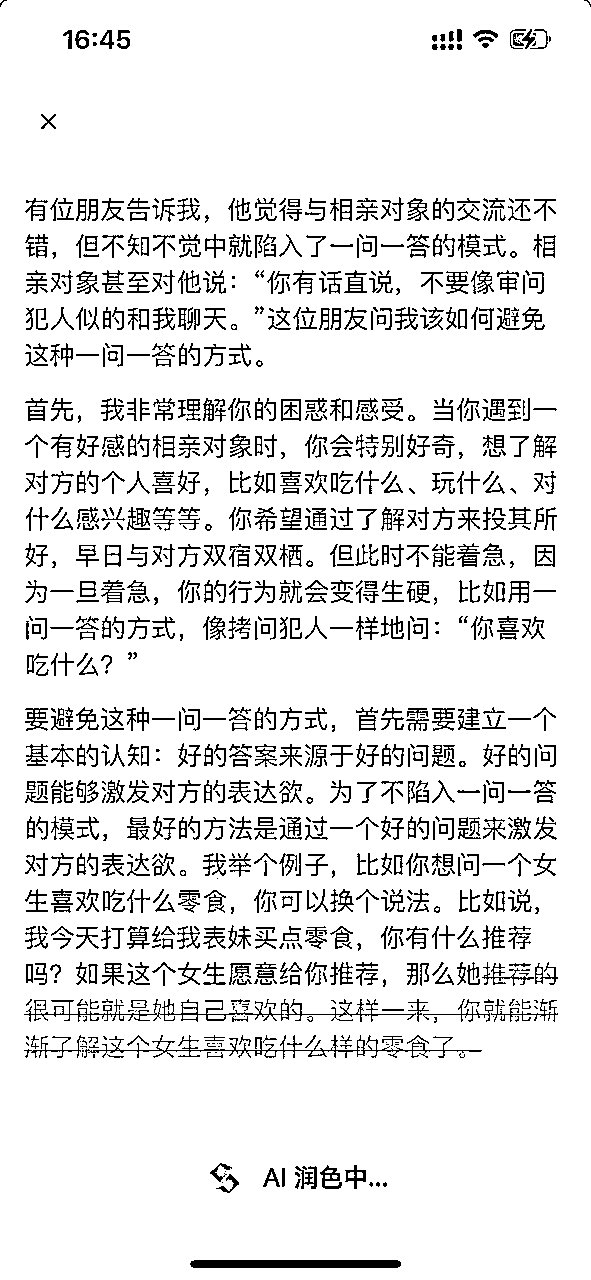 16:45
×
有位朋友告诉我，他觉得与相亲对象的交流还不
错，但不知不觉中就陷入了一问一答的模式。相
亲对象甚至对他说：“你有话直说，不要像审问
犯人似的和我聊天。”这位朋友问我该如何避免
这种一问一答的方式。
首先，我非常理解你的困惑和感受。当你遇到一
个有好感的相亲对象时，你会特别好奇，想了解
对方的个人喜好，比如喜欢吃什么、玩什么、对
什么感兴趣等等。你希望通过了解对方来投其所
好，早日与对方双宿双栖。但此时不能着急，因
为一旦着急，你的行为就会变得生硬，比如用一
问一答的方式，像拷问犯人一样地问：“你喜欢
吃什么？”
要避免这种一问一答的方式，首先需要建立一个
基本的认知：好的答案来源于好的问题。好的问
题能够激发对方的表达欲。为了不陷入一问一答
的模式，最好的方法是通过一个好的问题来激发
对方的表达欲。我举个例子，比如你想问一个女
生喜欢吃什么零食，你可以换个说法。比如说，
我今天打算给我表妹买点零食，你有什么推荐
吗？如果这个女生愿意给你推荐，那么她推荐的
很可能就是她自己喜欢的。这样一来，你就能渐
渐了解这个女生喜欢吃什么样的零食了。
AI 润色中...